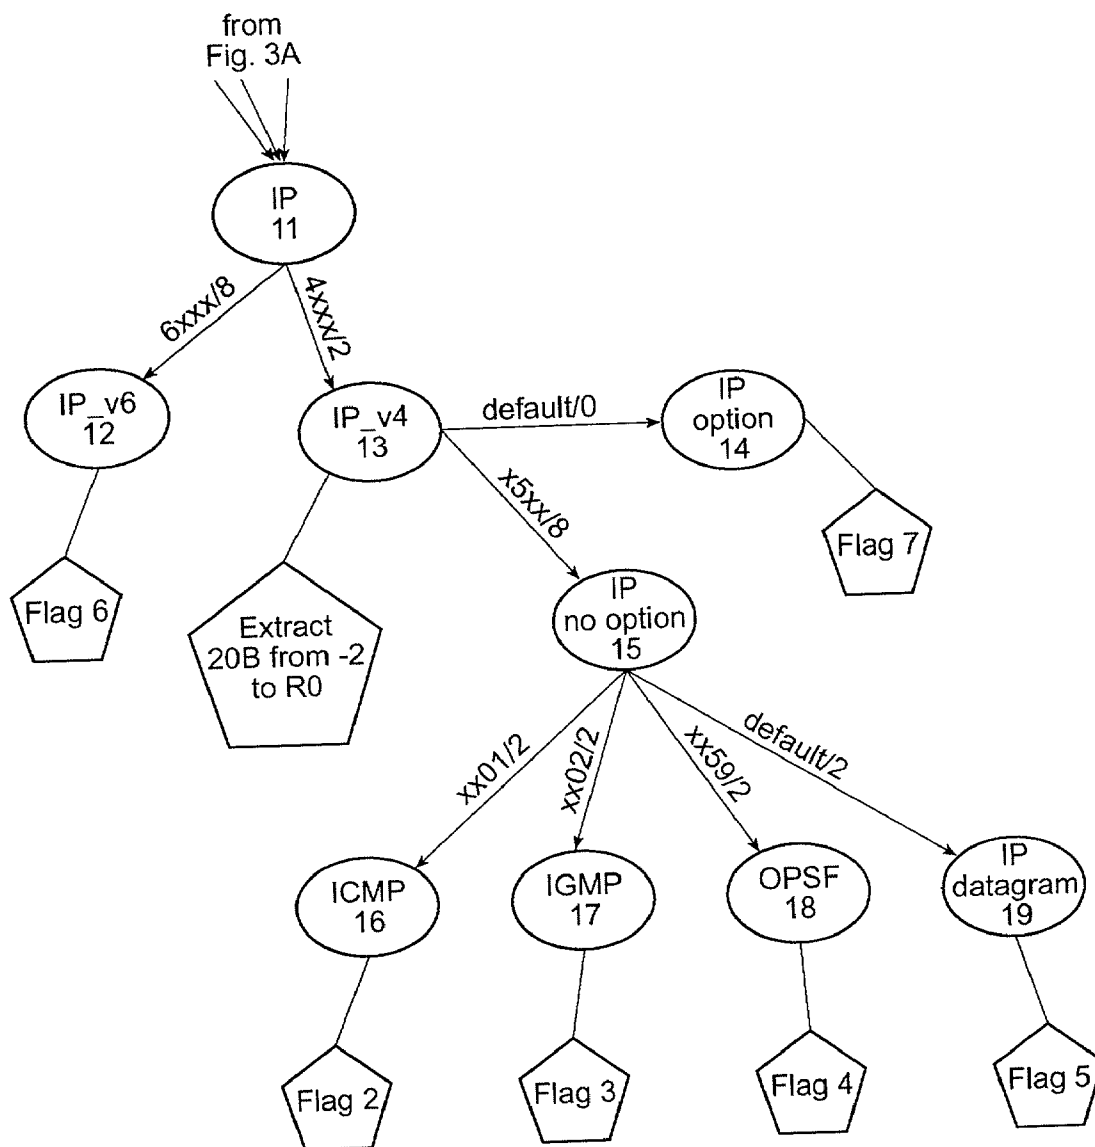 from
Fig. 3A
IP
11
6xxx/8
4xxx/2
IP_v6
12
IP_v4
13
default/0
IP
option
14
x5xx/8
Flag 6
Extract
20B from -2
to R0
Flag 7
IP
no option
15
xx01/2
xx02/2
xx59/2
default/2
ICMP
16
IGMP
17
OPSF
18
IP
datagram
19
Flag 2
Flag 3
Flag 4
Flag 5